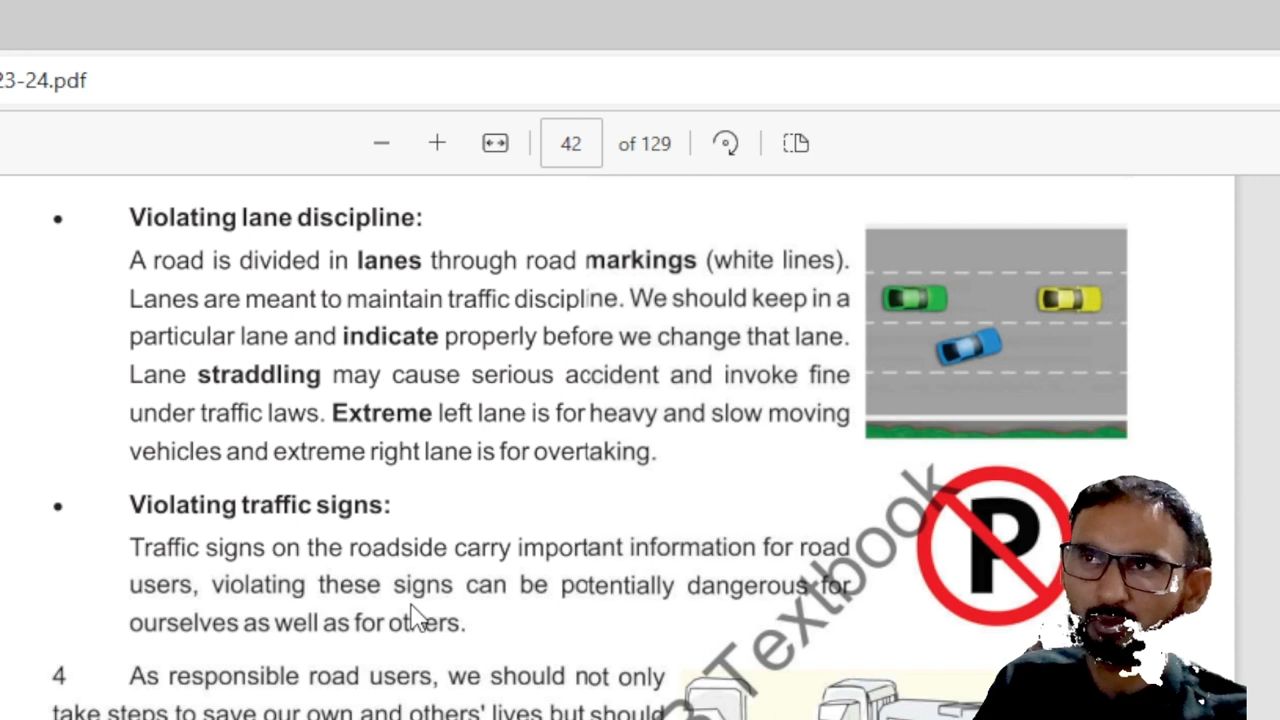 23-24.pdf
42 of 129
• Violating lane discipline:
A road is divided in lanes through road markings (white lines).
Lanes are meant to maintain traffic discipline. We should keep in a
particular lane and indicate properly before we change that lane.
Lane straddling may cause serious accident and invoke fine
under traffic laws. Extreme left lane is for heavy and slow moving
vehicles and extreme right lane is for overtaking.
• Violating traffic signs:
Traffic signs on the roadside carry important information for road
users, violating these signs can be potentially dangerous for
ourselves as well as for others.
P
Textbook
4 As responsible road users, we should not only
take steps to save our own and others' lives but should